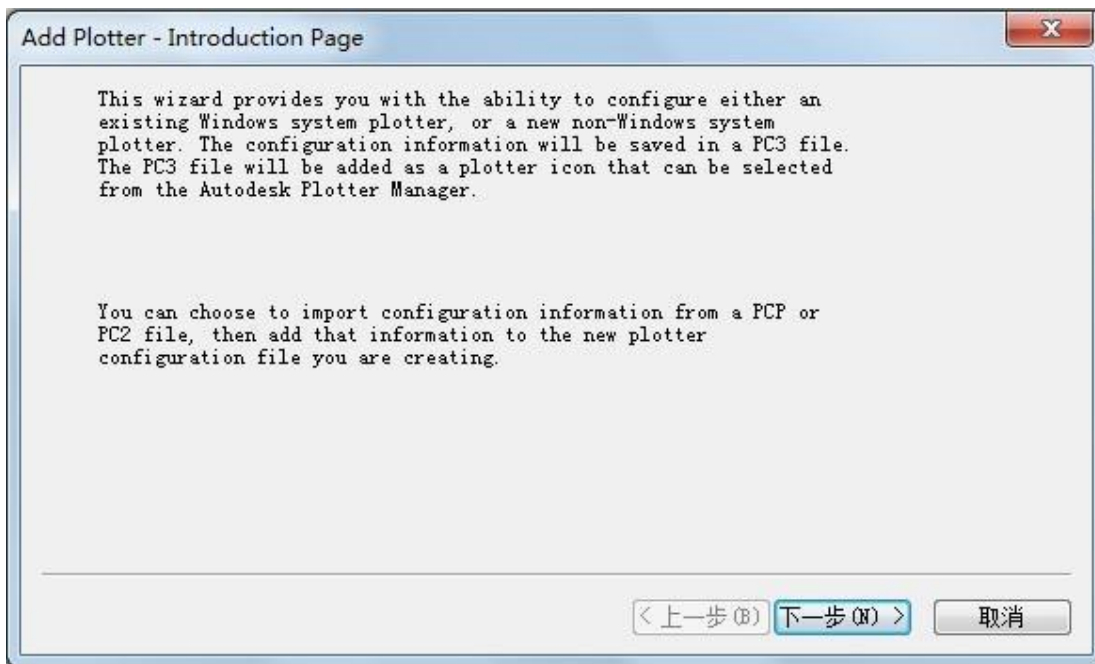 Add Plotter - Introduction Page
This wizard provides you with the ability to configure either an
existing Windows system plotter, or a new non-Windows system
plotter. The configuration information will be saved in a PC3 file.
The PC3 file will be added as a plotter icon that can be selected
from the Autodesk Plotter Manager.
You can choose to import configuration information from a PCP or
PC2 file, then add that information to the new plotter
configuration file you are creating.
< 上一步(B) 下一步(N) > 取消